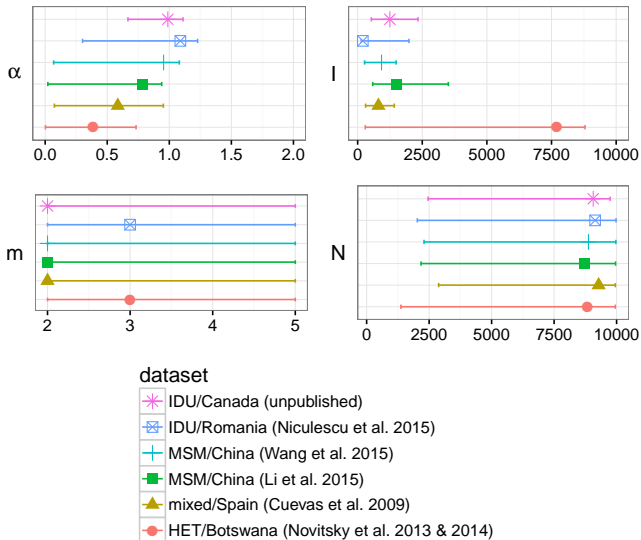 α
0.0 0.5 1.0 1.5 2.0
I
0 2500 5000 7500 10000
m
2 3 4 5
N
0 2500 5000 7500 10000
dataset
IDU/Canada (unpublished)
IDU/Romania (Niculescu et al. 2015)
MSM/China (Wang et al. 2015)
MSM/China (Li et al. 2015)
mixed/Spain (Cuevas et al. 2009)
HET/Botswana (Novitsky et al. 2013 & 2014)